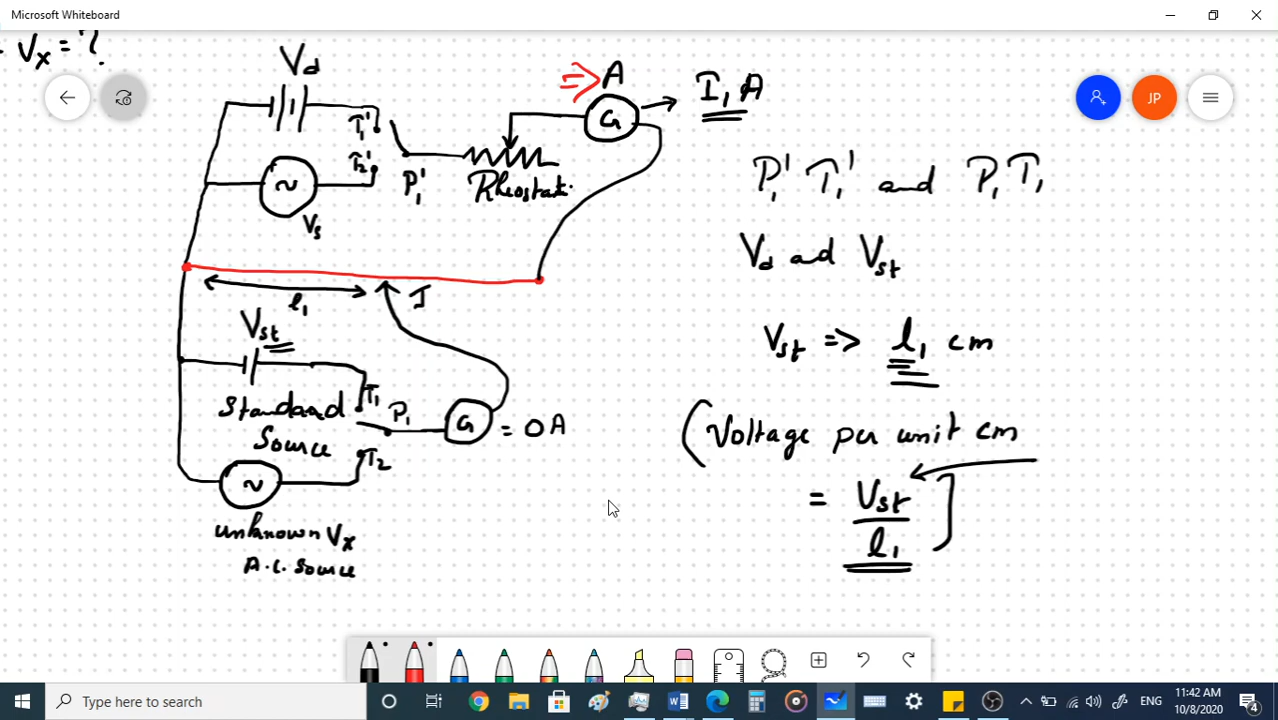 Microsoft Whiteboard
Vx = ?
Vd
A
G
I, A
JP
T1'
T2'
P1'
Rheostat
Vs
P1' T1' and P1 T1
Vd and Vst
l1
I
Vst
Vst => l1 cm
Standaad
Source
T1
P1
G = 0A
T2
(Voltage per unit cm
= Vst
l1 ]
unknown Vx
A.C. Source
Type here to search
ENG
11:42 AM
10/8/2020
4